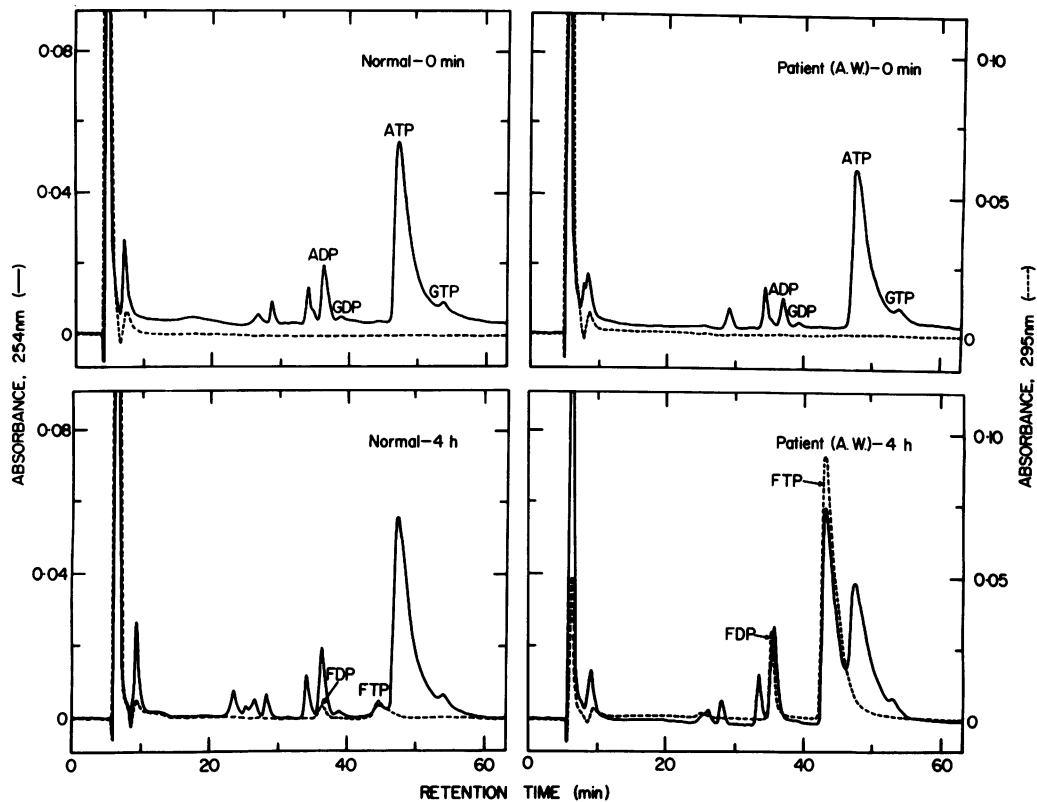 Normal–0 min
Patient (A.W.)–0 min
0·08
0·04
0
ATP
ADP
GDP
GTP
ATP
ADP
GDP
GTP
0·10
0·05
0
ABSORBANCE, 254nm (—)
ABSORBANCE, 295nm (-----)
Normal–4 h
Patient (A.W.)–4 h
0·08
0·04
0
FDP
FTP
FTP
FDP
0·10
0·05
0
0 20 40 60
0 20 40 60
RETENTION TIME (min)